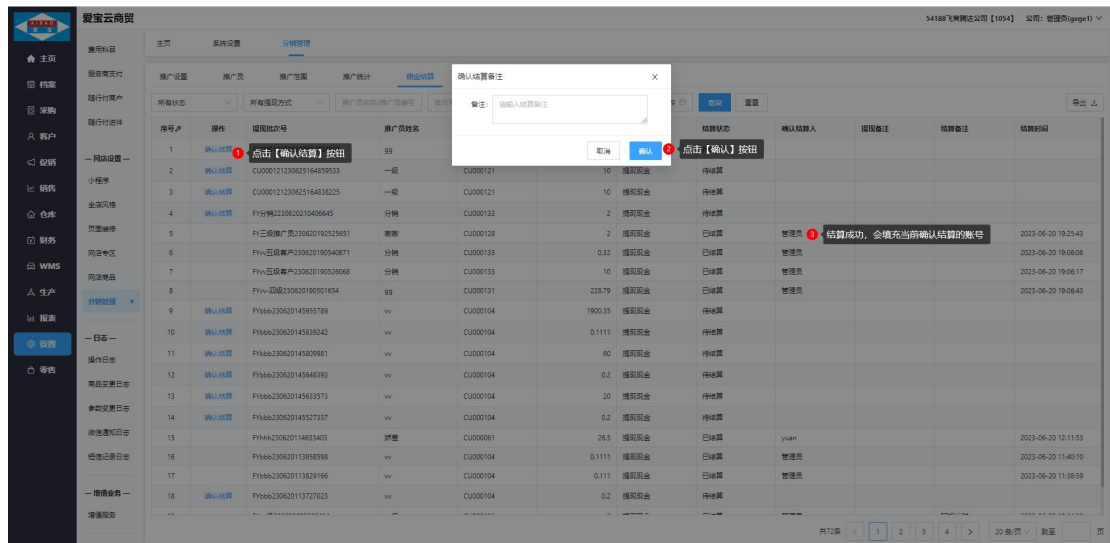 AIBAO
爱宝
爱宝云商贸
54188飞黄腾达公司【1054】 公司：管理员(gege1)
主页
档案
采购
客户
促销
销售
仓库
财务
WMS
生产
报表
设置
零售
费用科目
服务商支付
随行付商户
随行付进件
— 网店设置 —
小程序
全店风格
页面装修
网店专区
网店商品
分销管理
— 日志 —
操作日志
商品变更日志
参数变更日志
微信通知日志
短信记录日志
— 增值业务 —
增值服务
主页 系统设置 分销管理
推广设置 推广员 推广范围 推广统计 佣金结算
所有状态 所有提现方式 推广员名称/推广员编号 查询 重置 导出
确认结算备注 X
备注: 请输入结算备注
取消 确认
1 点击【确认结算】按钮
2 点击【确认】按钮
3 结算成功，会填充当前确认结算的账号
序号 操作 提现批次号 推广员姓名 结算状态 确认结算人 提现备注 结算备注 结算时间
1 确认结算 gg
2 确认结算 CU000121230625164859533 一级 CU000121 10 提现现金 待结算
3 确认结算 CU000121230625164838225 一级 CU000121 10 提现现金 待结算
4 确认结算 FY分销2230620210406645 分销 CU000133 2 提现现金 待结算
5 FY三级推广员230620192525651 CU000128 2 提现现金 已结算 管理员 2023-06-20 19:25:43
6 FYvv五级客户230620190540871 分销 CU000133 0.32 提现现金 已结算 管理员 2023-06-20 19:06:06
7 FYvv五级客户230620190526068 分销 CU000133 10 提现现金 已结算 管理员 2023-06-20 19:06:17
8 FYvv-四级230620190501654 gg CU000131 228.79 提现现金 已结算 管理员 2023-06-20 19:06:43
9 确认结算 FYbbb230620145955789 vv CU000104 1900.35 提现现金 待结算
10 确认结算 FYbbb230620145839242 vv CU000104 0.1111 提现现金 待结算
11 确认结算 FYbbb230620145809981 vv CU000104 60 提现现金 待结算
12 确认结算 FYbbb230620145648393 vv CU000104 0.2 提现现金 待结算
13 确认结算 FYbbb230620145633573 vv CU000104 20 提现现金 待结算
14 确认结算 FYbbb230620145527337 vv CU000104 0.2 提现现金 待结算
15 FYhhh230620114633403 CU000061 26.5 提现现金 已结算 yuan 2023-06-20 12:11:53
16 FYbbb230620113958598 vv CU000104 0.1111 提现现金 已结算 管理员 2023-06-20 11:40:10
17 FYbbb230620113829166 vv CU000104 0.111 提现现金 已结算 管理员 2023-06-20 11:38:59
18 确认结算 FYbbb230620113727023 vv CU000104 0.2 提现现金 待结算
共72条 < 1 2 3 4 > 20 条/页 跳至 页